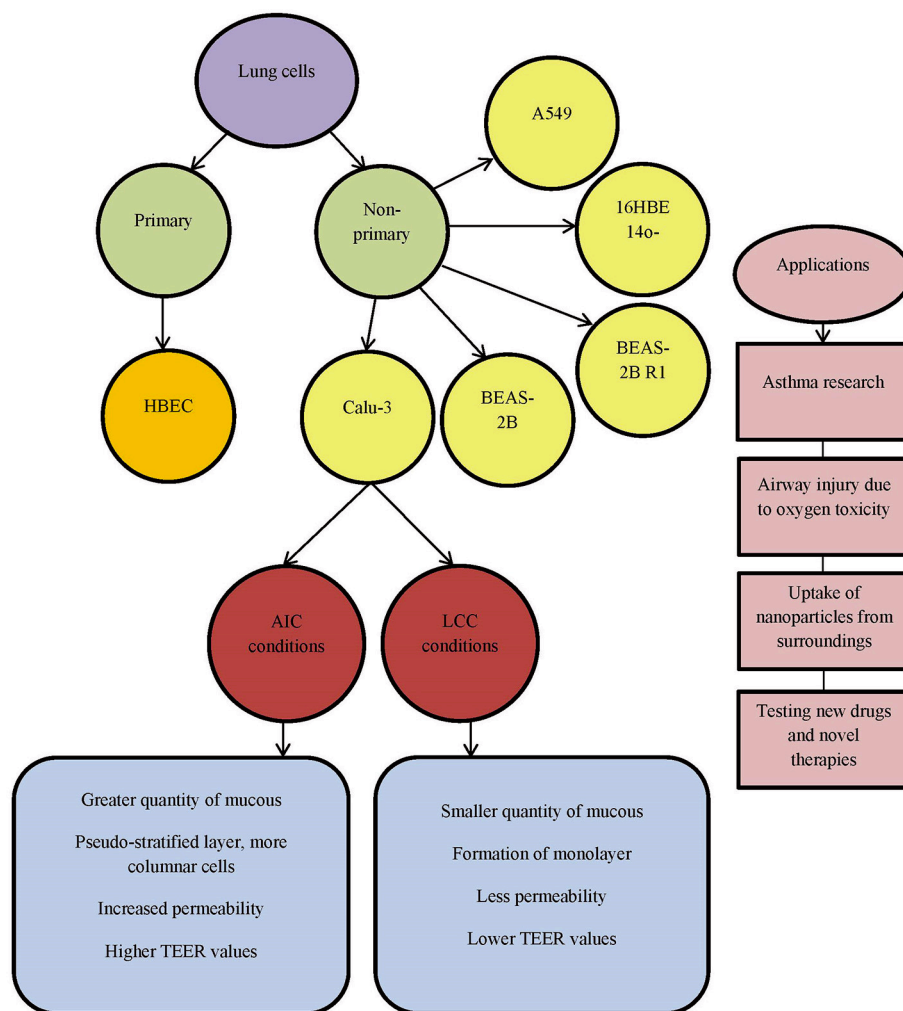 Lung cells
Primary
Non-
primary
A549
16HBE
14o-
BEAS-
2B R1
BEAS-
2B
Calu-3
HBEC
AIC
conditions
LCC
conditions
Greater quantity of mucous
Pseudo-stratified layer, more
columnar cells
Increased permeability
Higher TEER values
Smaller quantity of mucous
Formation of monolayer
Less permeability
Lower TEER values
Applications
Asthma research
Airway injury due
to oxygen toxicity
Uptake of
nanoparticles from
surroundings
Testing new drugs
and novel
therapies